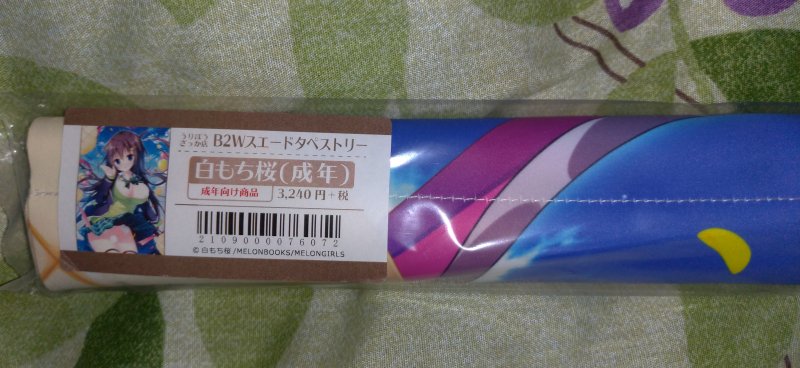 うりぼう
ざっか店
B2Wスエードタペストリー
白もち桜(成年)
成年向け商品
3,240円+税
2109000076072
© 白もち桜/MELONBOOKS/MELONGIRLS